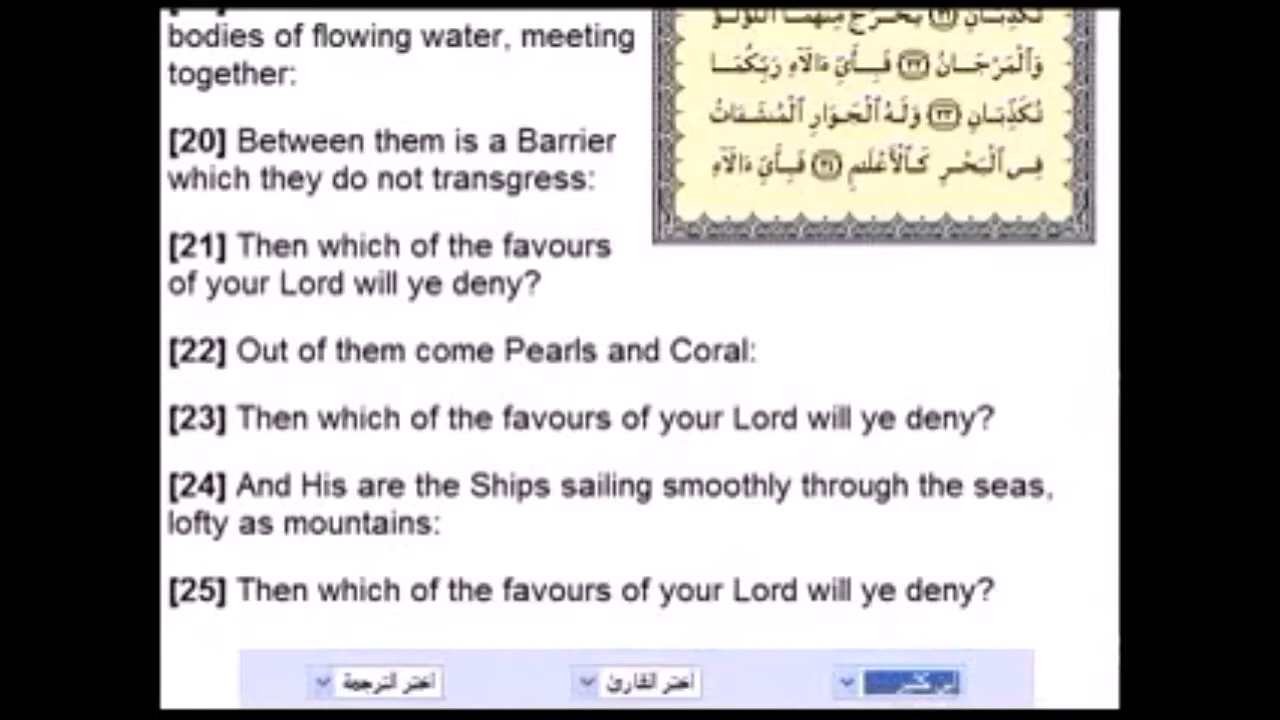 bodies of flowing water, meeting
together:
[20] Between them is a Barrier
which they do not transgress:
[21] Then which of the favours
of your Lord will ye deny?
[22] Out of them come Pearls and Coral:
[23] Then which of the favours of your Lord will ye deny?
[24] And His are the Ships sailing smoothly through the seas,
lofty as mountains:
[25] Then which of the favours of your Lord will ye deny?
تُكَذِّبَانِ ٢١ يَخْرُجُ مِنْهُمَا ٱللُّؤْلُؤُ
وَٱلْمَرْجَانُ ٢٢ فَبِأَيِّ ءَالَآءِ رَبِّكُمَا
تُكَذِّبَانِ ٢٣ وَلَهُ ٱلْجَوَارِ ٱلْمُنشَـَٔاتُ
فِى ٱلْبَحْرِ كَٱلْأَعْلَـٰمِ ٢٤ فَبِأَيِّ ءَالَآءِ
ابن كثير
اختر القارئ
اختر الترجمة